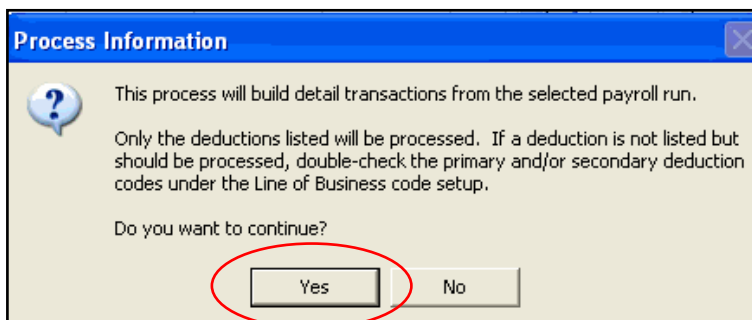 Process Information
This process will build detail transactions from the selected payroll run.
Only the deductions listed will be processed.  If a deduction is not listed but
should be processed, double-check the primary and/or secondary deduction
codes under the Line of Business code setup.
Do you want to continue?
Yes No